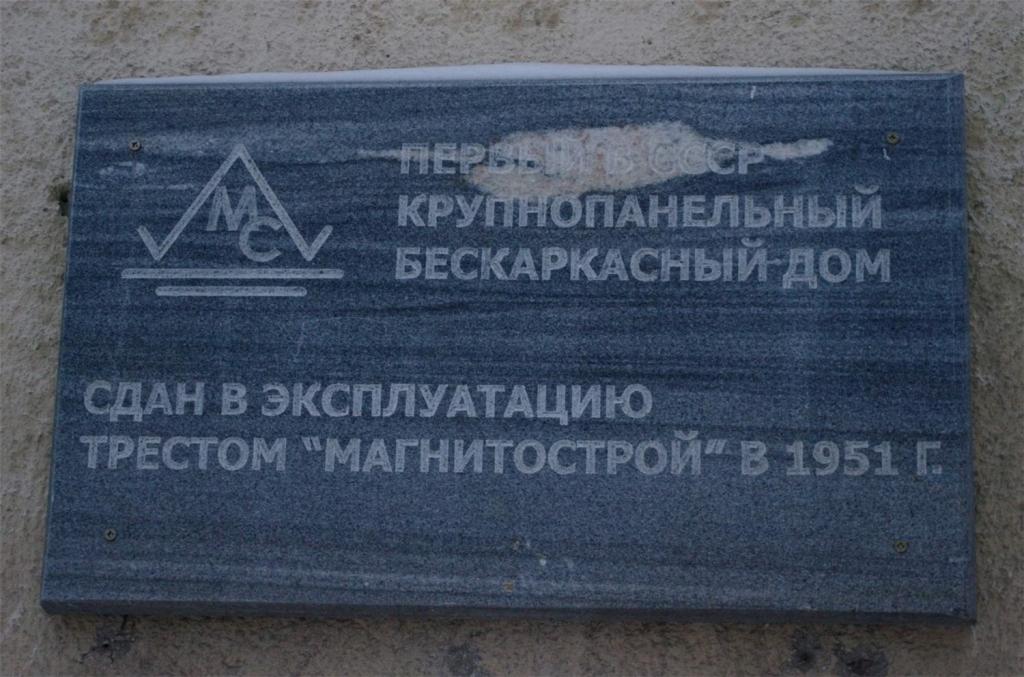 МС
ПЕРВЫЙ В СССР
КРУПНОПАНЕЛЬНЫЙ
БЕСКАРКАСНЫЙ ДОМ
СДАН В ЭКСПЛУАТАЦИЮ
ТРЕСТОМ "МАГНИТОСТРОЙ" В 1951 Г.